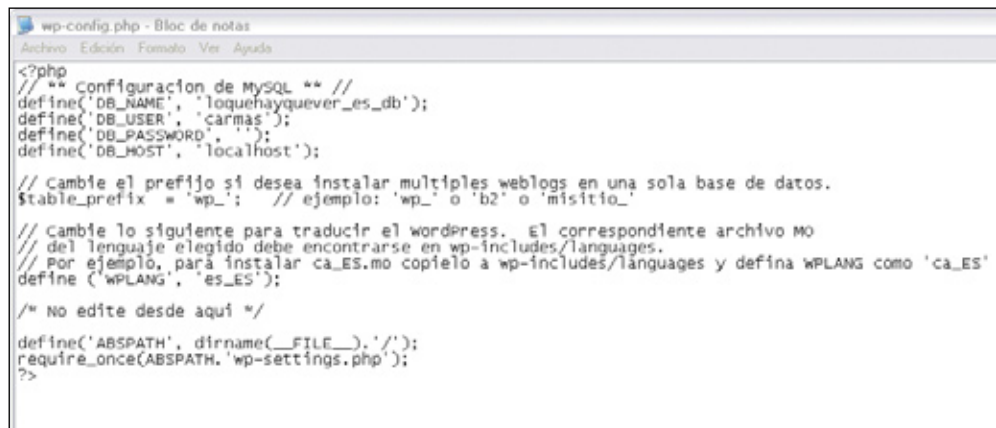 wp-config.php - Bloc de notas
Archivo Edición Formato Ver Ayuda
<?php
// ** Configuracion de MySQL ** //
define('DB_NAME', 'loquehayquever_es_db');
define('DB_USER', 'carmas');
define('DB_PASSWORD', '');
define('DB_HOST', 'localhost');
// Cambie el prefijo si desea instalar multiples weblogs en una sola base de datos.
$table_prefix = 'wp_'; // ejemplo: 'wp_' o 'b2' o 'misitio_'
// Cambie lo siguiente para traducir el WordPress. El correspondiente archivo MO
// del lenguaje elegido debe encontrarse en wp-includes/languages.
// Por ejemplo, para instalar ca_ES.mo copielo a wp-includes/languages y defina WPLANG como 'ca_ES'
define ('WPLANG', 'es_ES');
/* No edite desde aquí */
define('ABSPATH', dirname(__FILE__).'/');
require_once(ABSPATH.'wp-settings.php');
?>